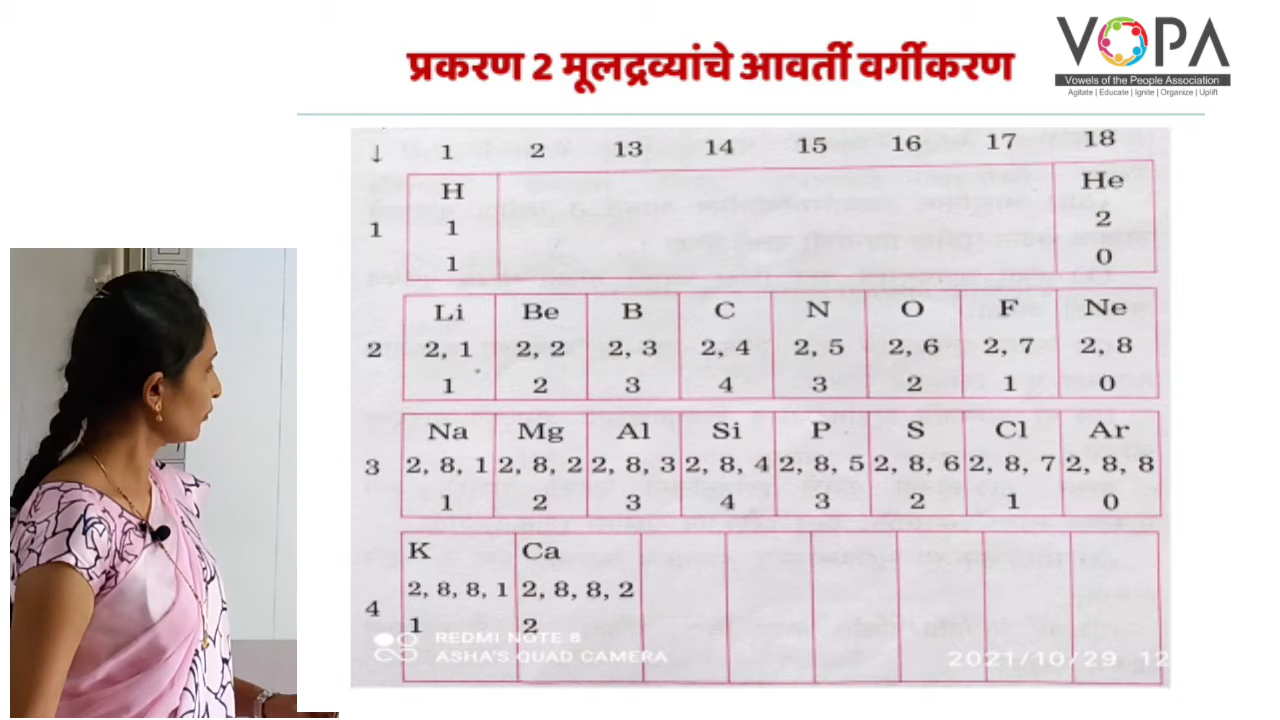 प्रकरण 2 मूलद्रव्यांचे आवर्ती वर्गीकरण
VOPA
Vowels of the People Association
Agitate | Educate | Ignite | Organize | Uplift
↓ 1 2 13 14 15 16 17 18
H He
1 1 2
1 0
Li Be B C N O F Ne
2 2, 1 2, 2 2, 3 2, 4 2, 5 2, 6 2, 7 2, 8
1 2 3 4 3 2 1 0
Na Mg Al Si P S Cl Ar
3 2, 8, 1 2, 8, 2 2, 8, 3 2, 8, 4 2, 8, 5 2, 8, 6 2, 8, 7 2, 8, 8
1 2 3 4 3 2 1 0
K Ca
2, 8, 8, 1 2, 8, 8, 2
4
1 2
REDMI NOTE 8
ASHA'S QUAD CAMERA
2021/10/29 12